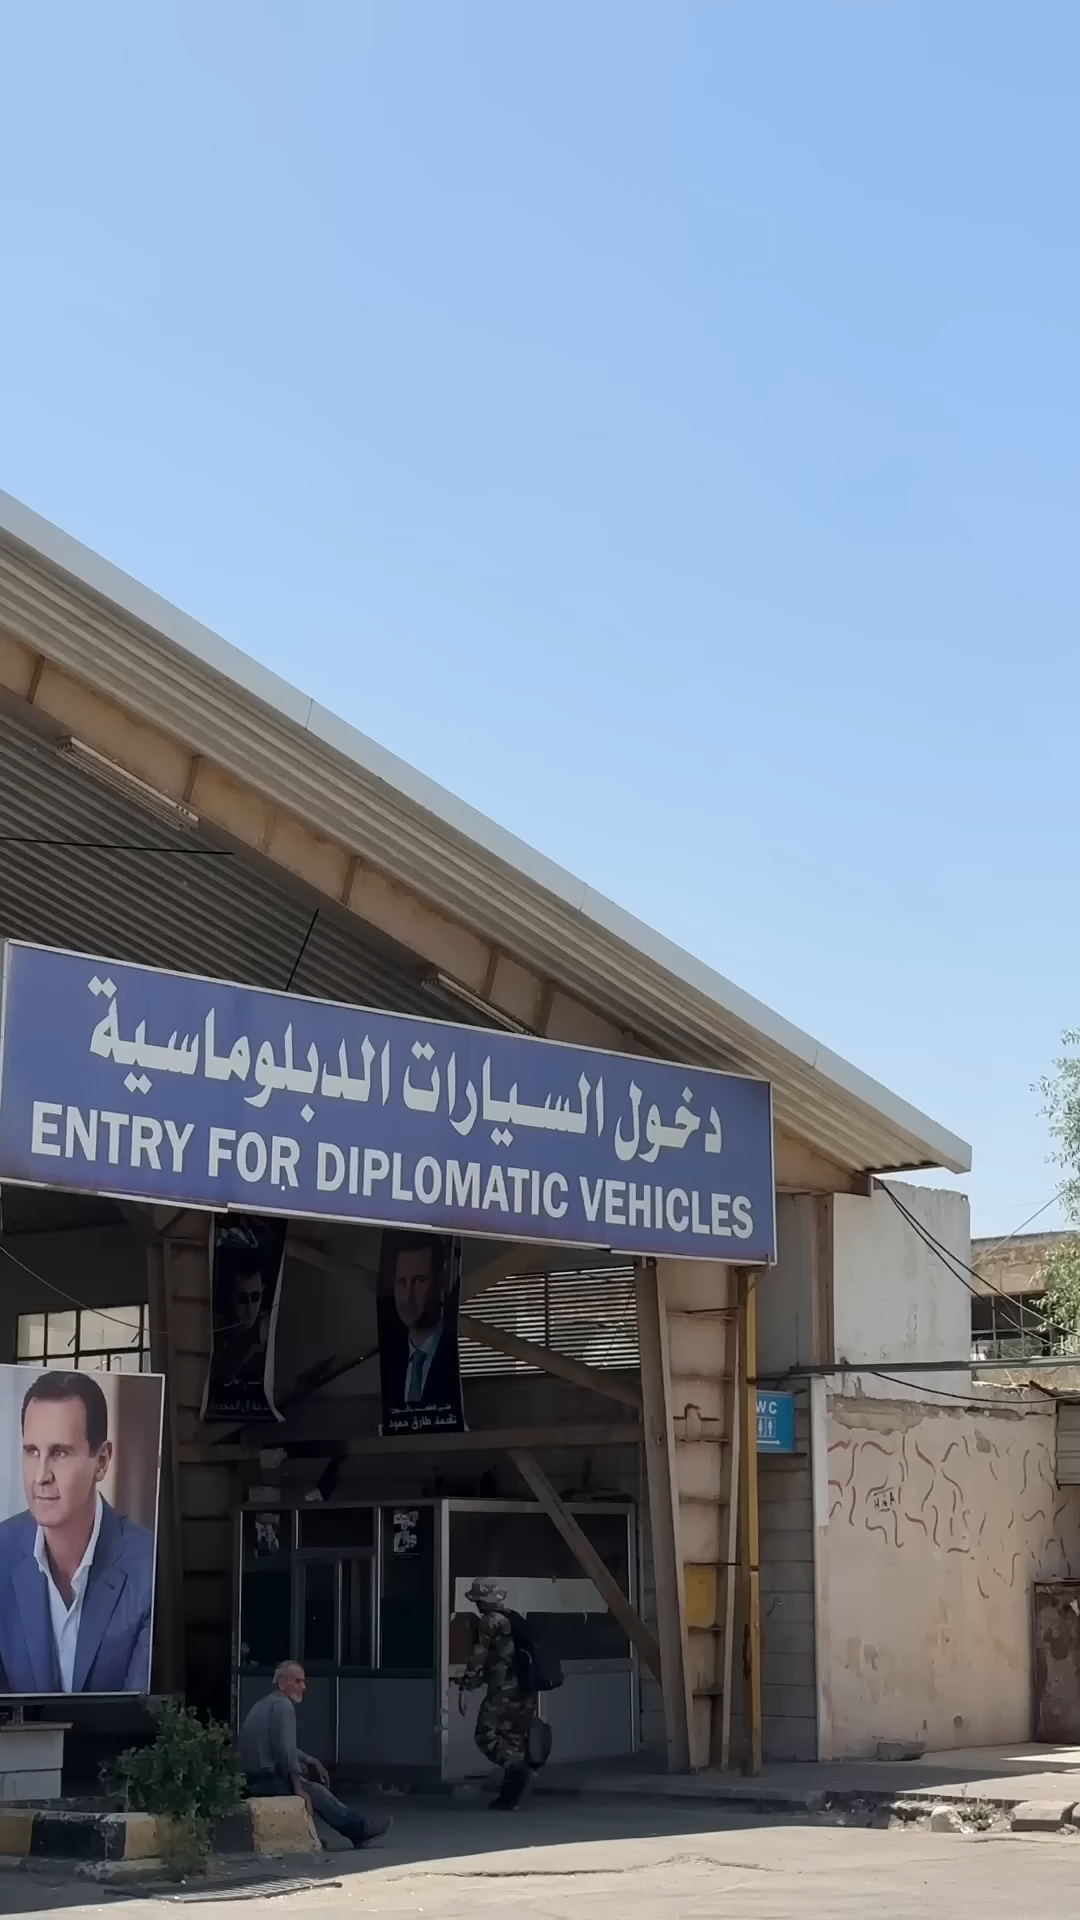 دخول السيارات الدبلوماسية
ENTRY FOR DIPLOMATIC VEHICLES
تقدمة طارق حمود
WC